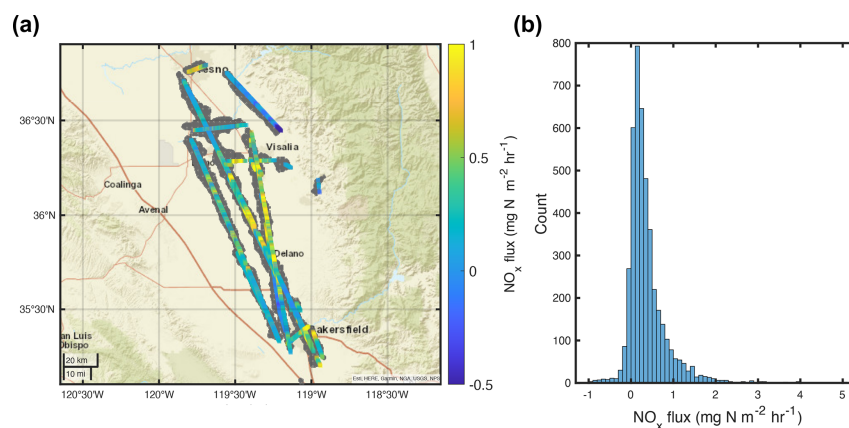 (a)
(b)
esno
Visalia
Coalinga
Avenal
Delano
akersfield
an Luis
Obispo
20 km
10 mi
Esri, HERE, Garmin, NGA, USGS, NPS
36°30'N
36°N
35°30'N
120°30'W
120°W
119°30'W
119°W
118°30'W
1
0.5
0
-0.5
NOx flux (mg N m-2 hr-1)
800
700
600
500
400
300
200
100
0
Count
-1 0 1 2 3 4 5
NOx flux (mg N m-2 hr-1)